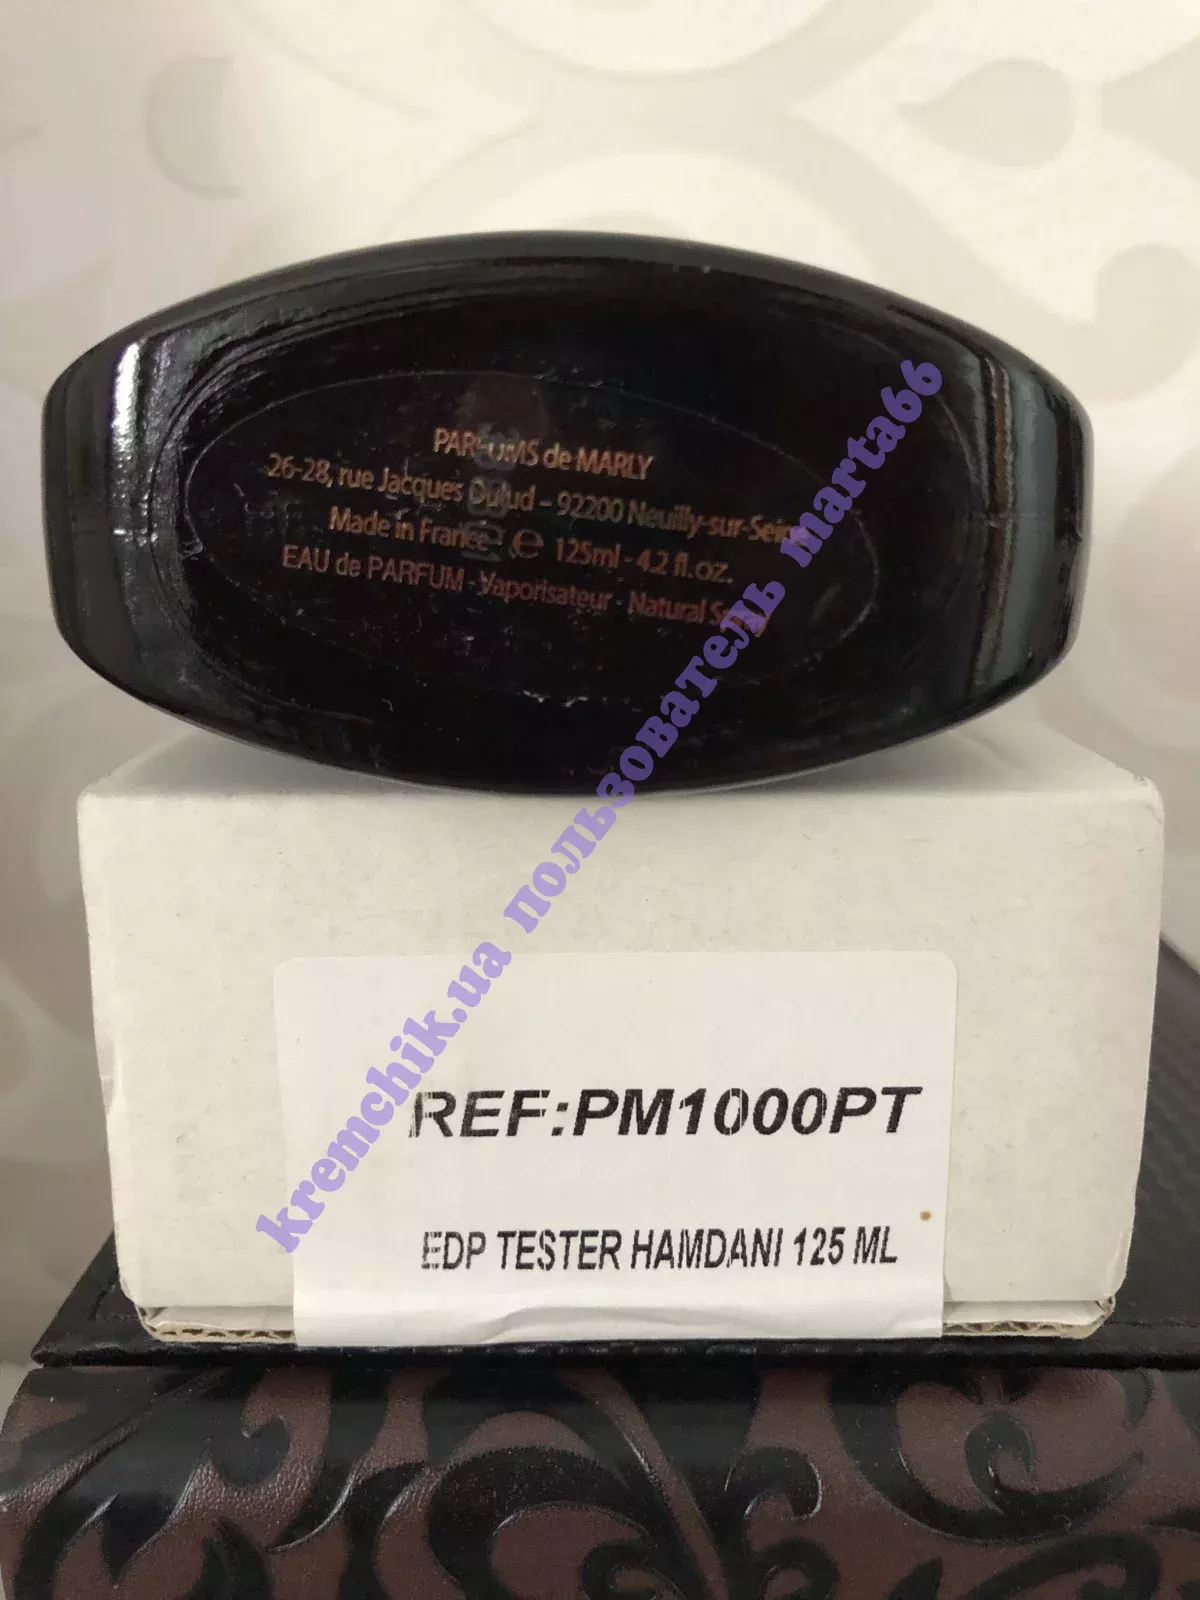 PARFUMS de MARLY
26-28, rue Jacques Dulud – 92200 Neuilly-sur-Seine
Made in France ℮ 125ml - 4.2 fl.oz.
EAU de PARFUM - Vaporisateur - Natural Spray
kremchik.ua пользователь marta66
REF:PM1000PT
EDP TESTER HAMDANI 125 ML